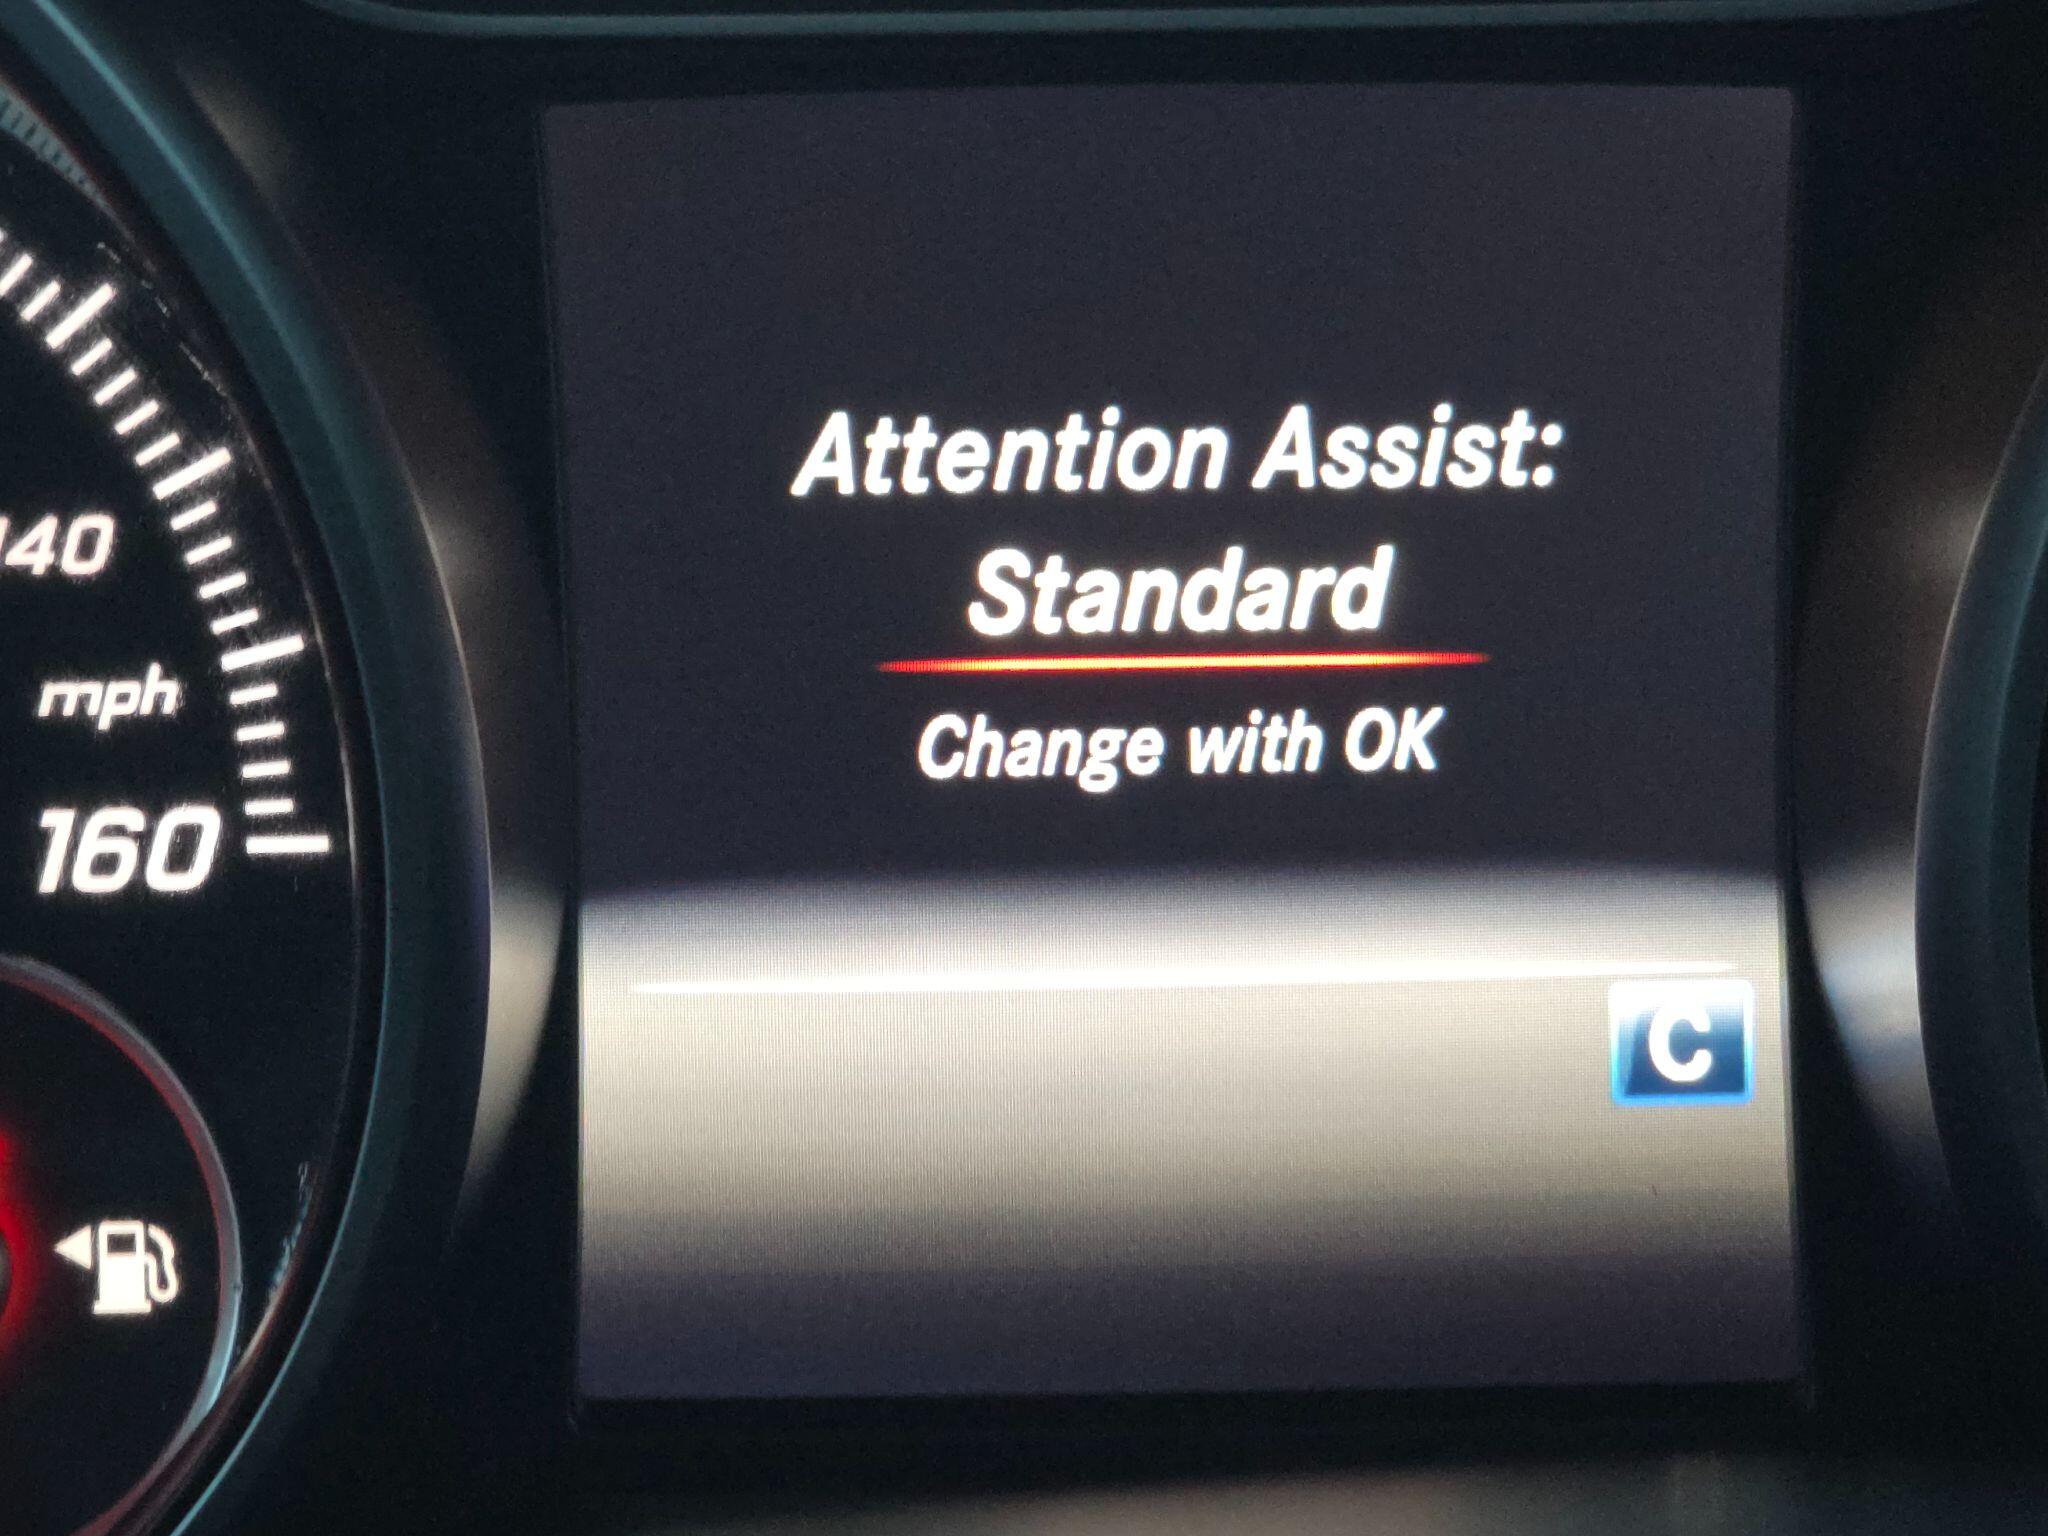 Attention Assist:
Standard
Change with OK
C
140
mph
160